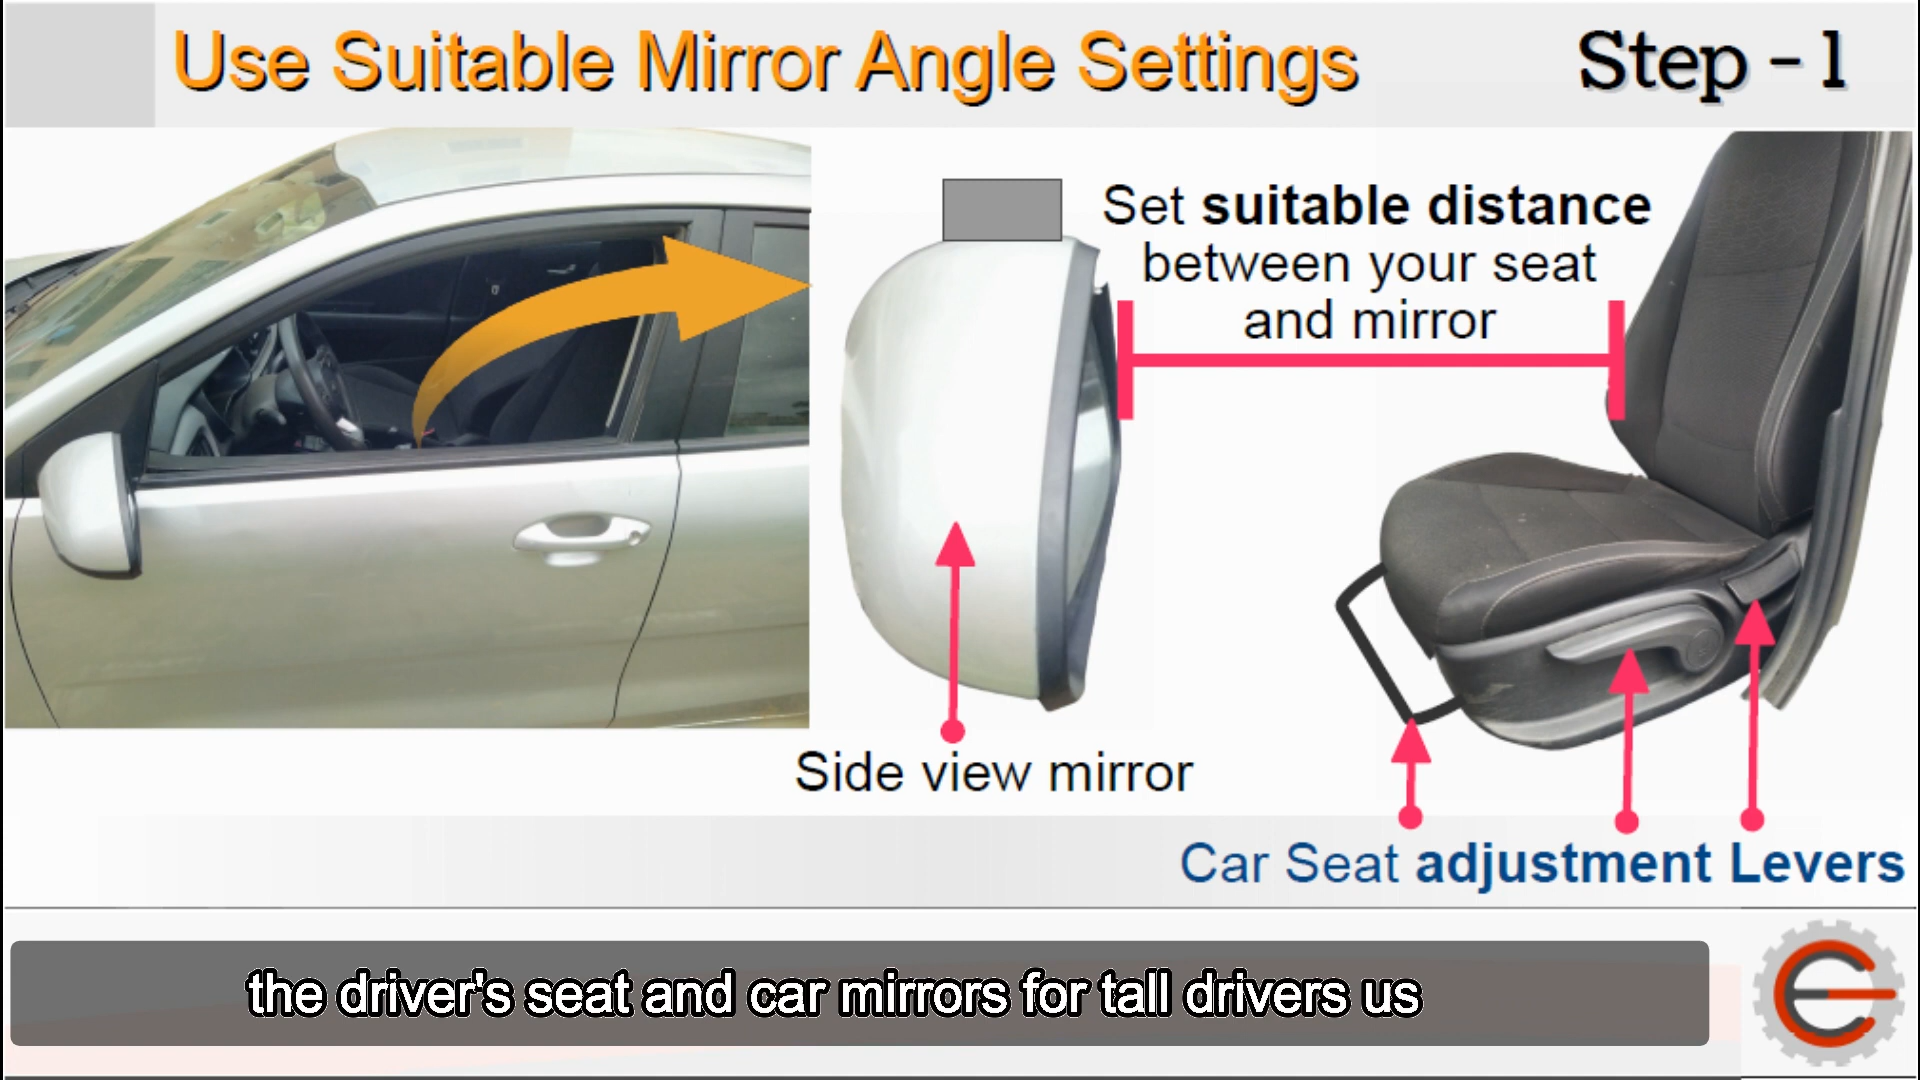 Use Suitable Mirror Angle Settings
Step - 1
Set suitable distance
between your seat
and mirror
Side view mirror
Car Seat adjustment Levers
the driver's seat and car mirrors for tall drivers us